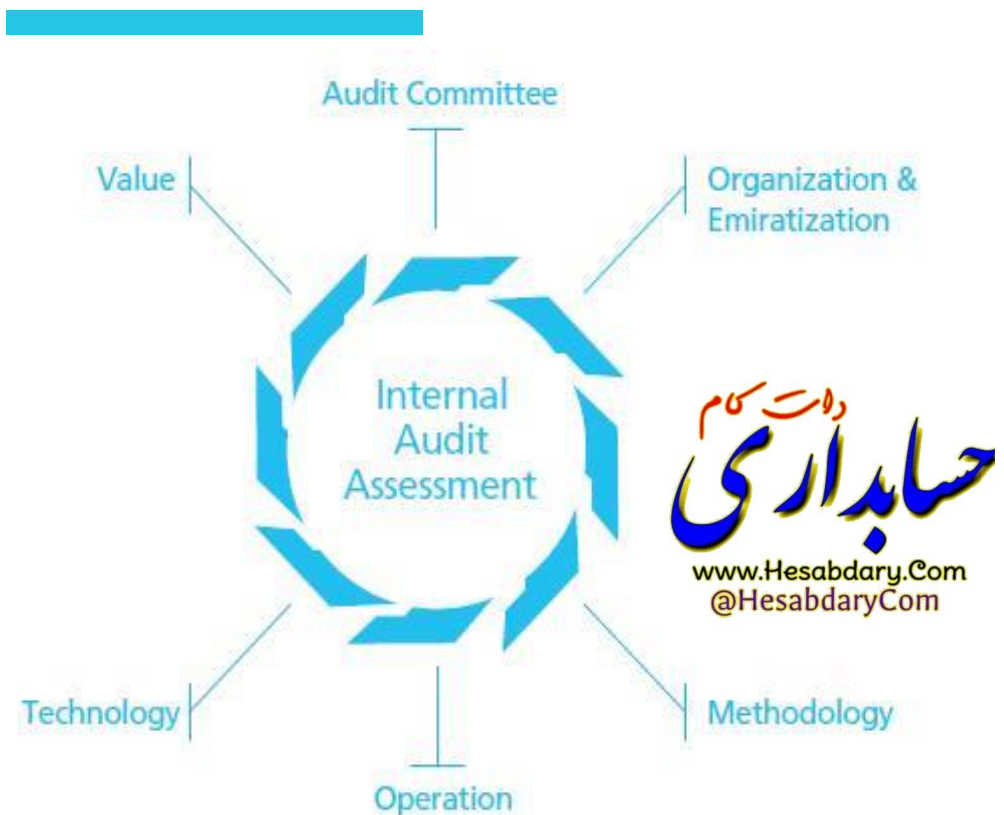 Audit Committee
Value
Organization &
Emiratization
Internal
Audit
Assessment
دات کام
حسابداری
www.Hesabdary.Com
@HesabdaryCom
Technology
Methodology
Operation